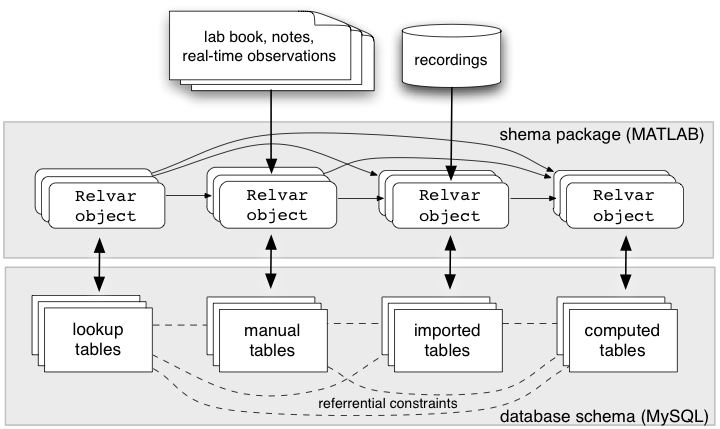 lab book, notes,
real-time observations
recordings
shema package (MATLAB)
Relvar
object
Relvar
object
Relvar
object
Relvar
object
lookup
tables
manual
tables
imported
tables
computed
tables
referrential constraints
database schema (MySQL)